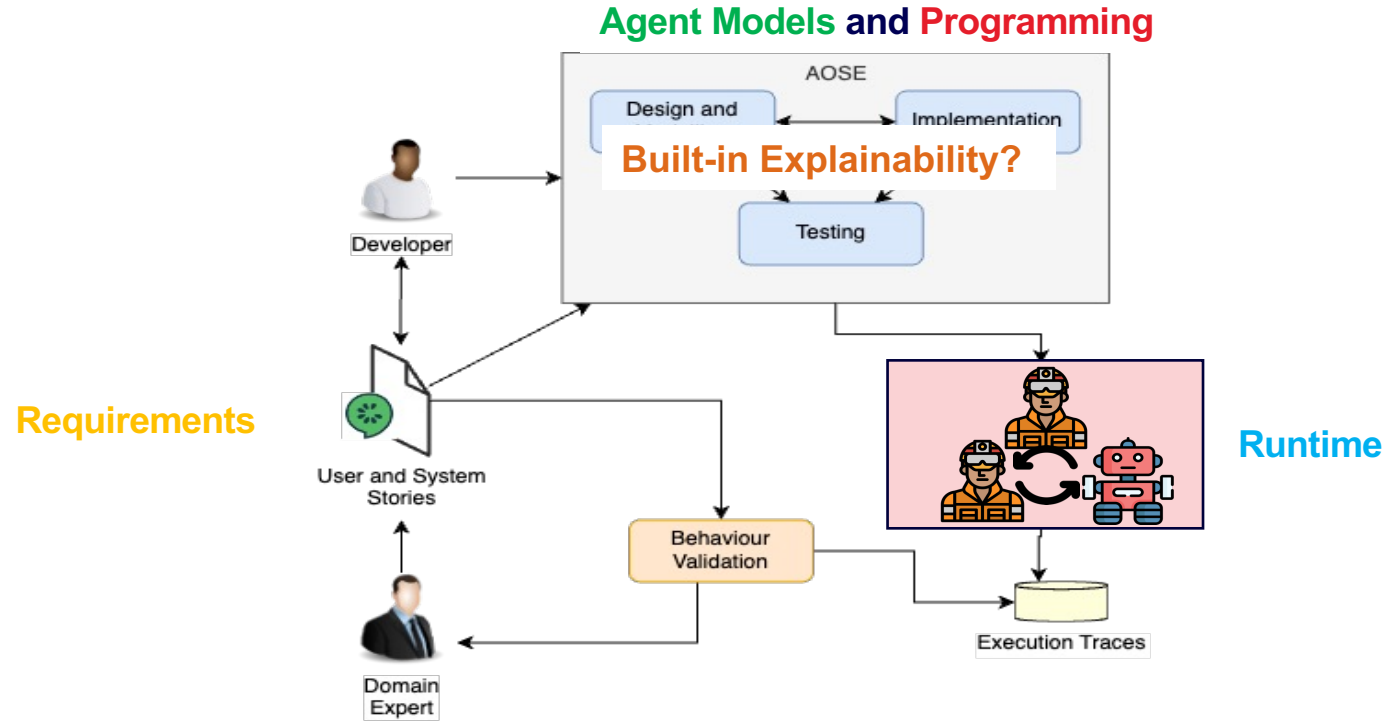 Agent Models and Programming
AOSE
Design and
Implementation
Built-in Explainability?
Testing
Developer
Requirements
Runtime
User and System
Stories
Behaviour
Validation
Execution Traces
Domain
Expert